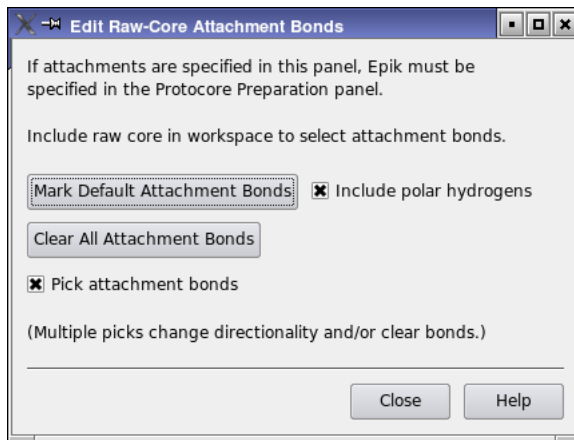 Edit Raw-Core Attachment Bonds
If attachments are specified in this panel, Epik must be
specified in the Protocore Preparation panel.
Include raw core in workspace to select attachment bonds.
Mark Default Attachment Bonds Include polar hydrogens
Clear All Attachment Bonds
Pick attachment bonds
(Multiple picks change directionality and/or clear bonds.)
Close Help